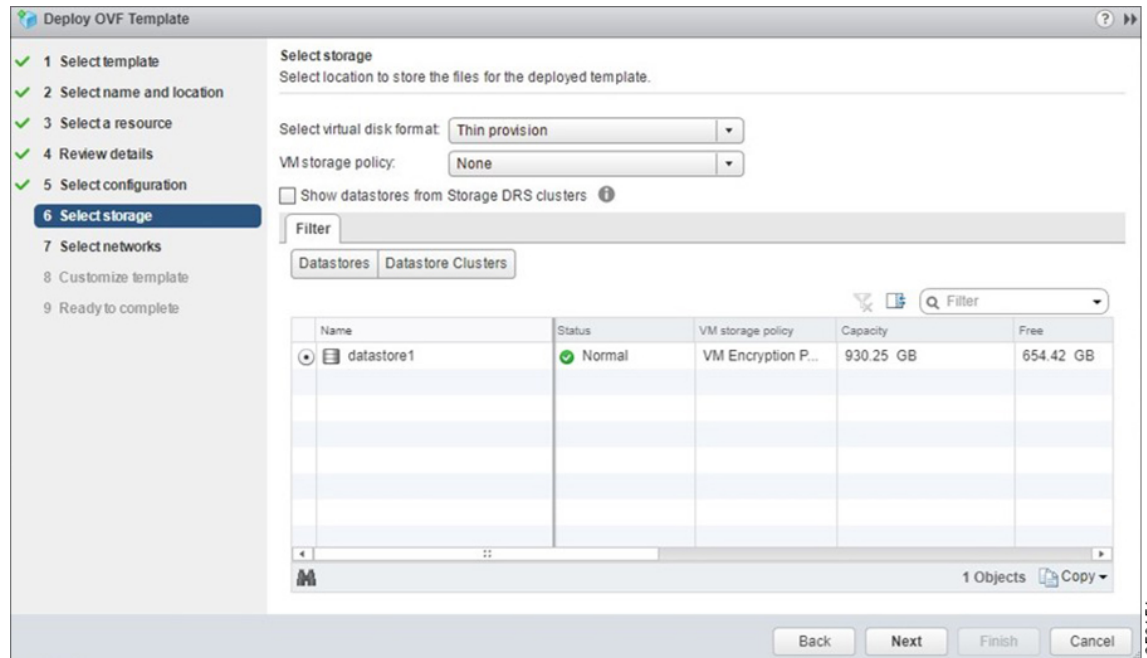 Deploy OVF Template
1 Select template
2 Select name and location
3 Select a resource
4 Review details
5 Select configuration
6 Select storage
7 Select networks
8 Customize template
9 Ready to complete
Select storage
Select location to store the files for the deployed template.
Select virtual disk format: Thin provision
VM storage policy: None
Show datastores from Storage DRS clusters
Filter
Datastores Datastore Clusters
Filter
Name Status VM storage policy Capacity Free
datastore1 Normal VM Encryption P... 930.25 GB 654.42 GB
1 Objects Copy
Back Next Finish Cancel